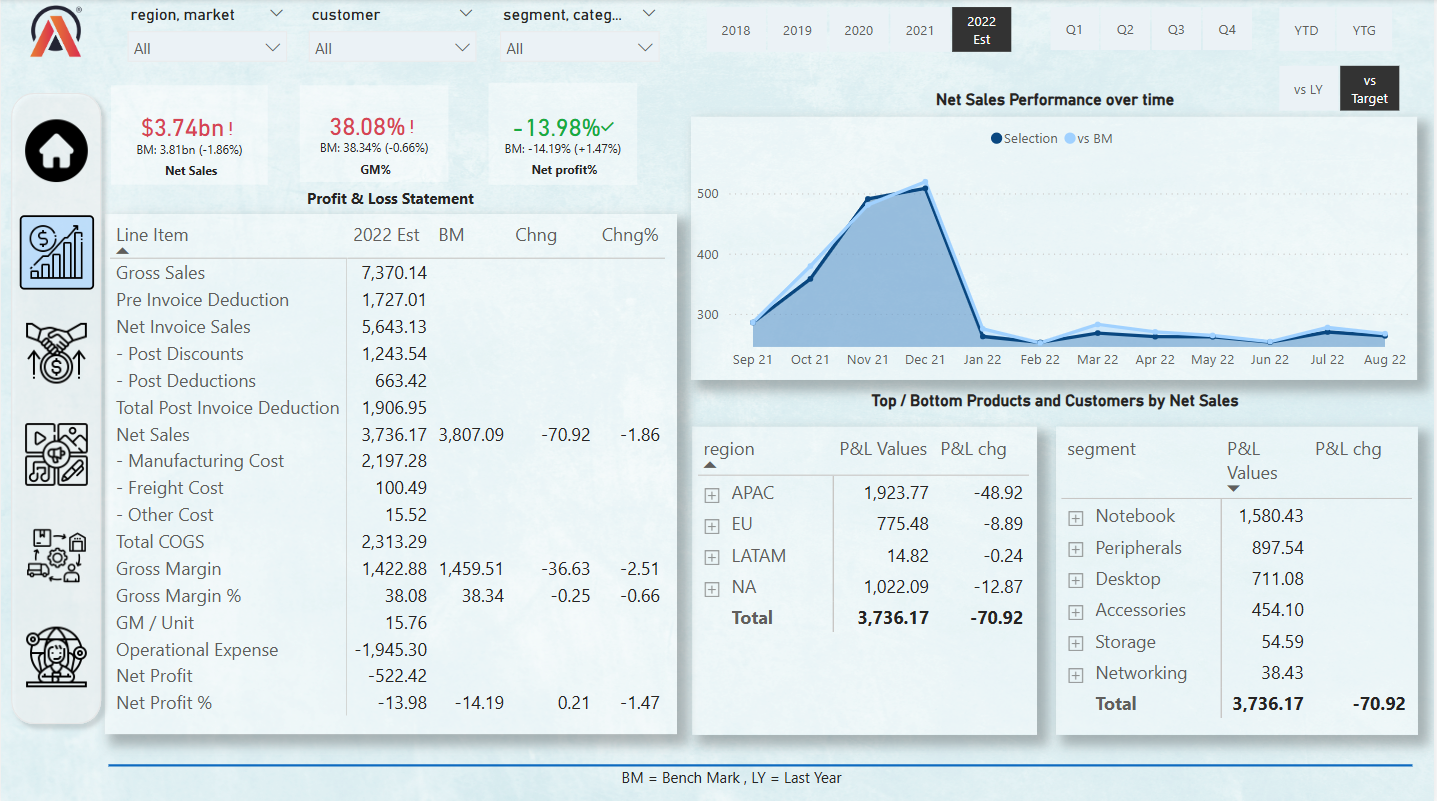 region, market
customer
segment, categ...
All
All
All
2018
2019
2020
2021
2022 Est
Q1
Q2
Q3
Q4
YTD
YTG
vs LY
vs Target
$3.74bn !
BM: 3.81bn (-1.86%)
Net Sales
38.08% !
BM: 38.34% (-0.66%)
GM%
-13.98%✓
BM: -14.19% (+1.47%)
Net profit%
Profit & Loss Statement
Line Item 2022 Est BM Chng Chng%
Gross Sales 7,370.14
Pre Invoice Deduction 1,727.01
Net Invoice Sales 5,643.13
- Post Discounts 1,243.54
- Post Deductions 663.42
Total Post Invoice Deduction 1,906.95
Net Sales 3,736.17 3,807.09 -70.92 -1.86
- Manufacturing Cost 2,197.28
- Freight Cost 100.49
- Other Cost 15.52
Total COGS 2,313.29
Gross Margin 1,422.88 1,459.51 -36.63 -2.51
Gross Margin % 38.08 38.34 -0.25 -0.66
GM / Unit 15.76
Operational Expense -1,945.30
Net Profit -522.42
Net Profit % -13.98 -14.19 0.21 -1.47
Net Sales Performance over time
Selection vs BM
500
400
300
Sep 21 Oct 21 Nov 21 Dec 21 Jan 22 Feb 22 Mar 22 Apr 22 May 22 Jun 22 Jul 22 Aug 22
Top / Bottom Products and Customers by Net Sales
region P&L Values P&L chg
APAC 1,923.77 -48.92
EU 775.48 -8.89
LATAM 14.82 -0.24
NA 1,022.09 -12.87
Total 3,736.17 -70.92
segment P&L Values P&L chg
Notebook 1,580.43
Peripherals 897.54
Desktop 711.08
Accessories 454.10
Storage 54.59
Networking 38.43
Total 3,736.17 -70.92
BM = Bench Mark , LY = Last Year